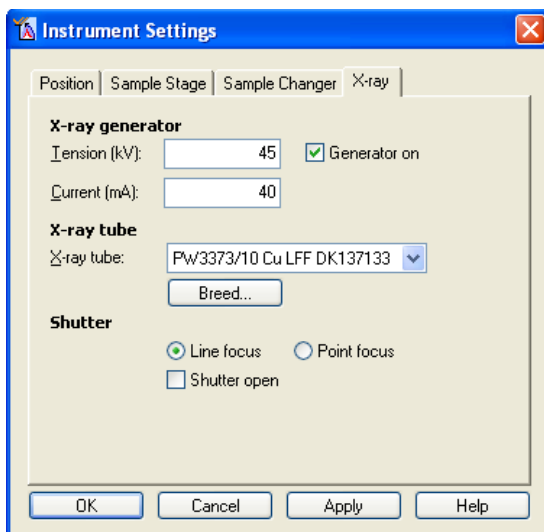 Instrument Settings
Position Sample Stage Sample Changer X-ray
X-ray generator
Tension (kV): 45 Generator on
Current (mA): 40
X-ray tube
X-ray tube: PW3373/10 Cu LFF DK137133
Breed...
Shutter
Line focus Point focus
Shutter open
OK Cancel Apply Help